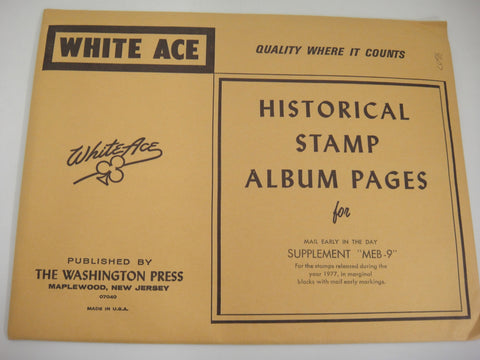 WHITE ACE
QUALITY WHERE IT COUNTS
White Ace
PUBLISHED BY
THE WASHINGTON PRESS
MAPLEWOOD, NEW JERSEY
07040
MADE IN U.S.A.
HISTORICAL
STAMP
ALBUM PAGES
for
MAIL EARLY IN THE DAY
SUPPLEMENT "MEB-9"
For the stamps released during the
year 1977, in marginal
blocks with mail early markings.